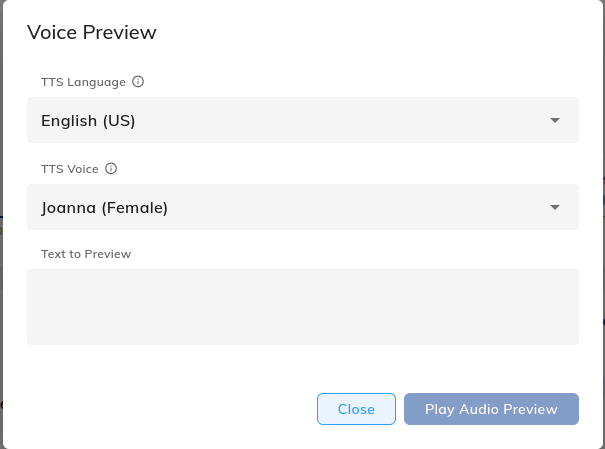 Voice Preview
TTS Language
English (US)
TTS Voice
Joanna (Female)
Text to Preview
Close
Play Audio Preview